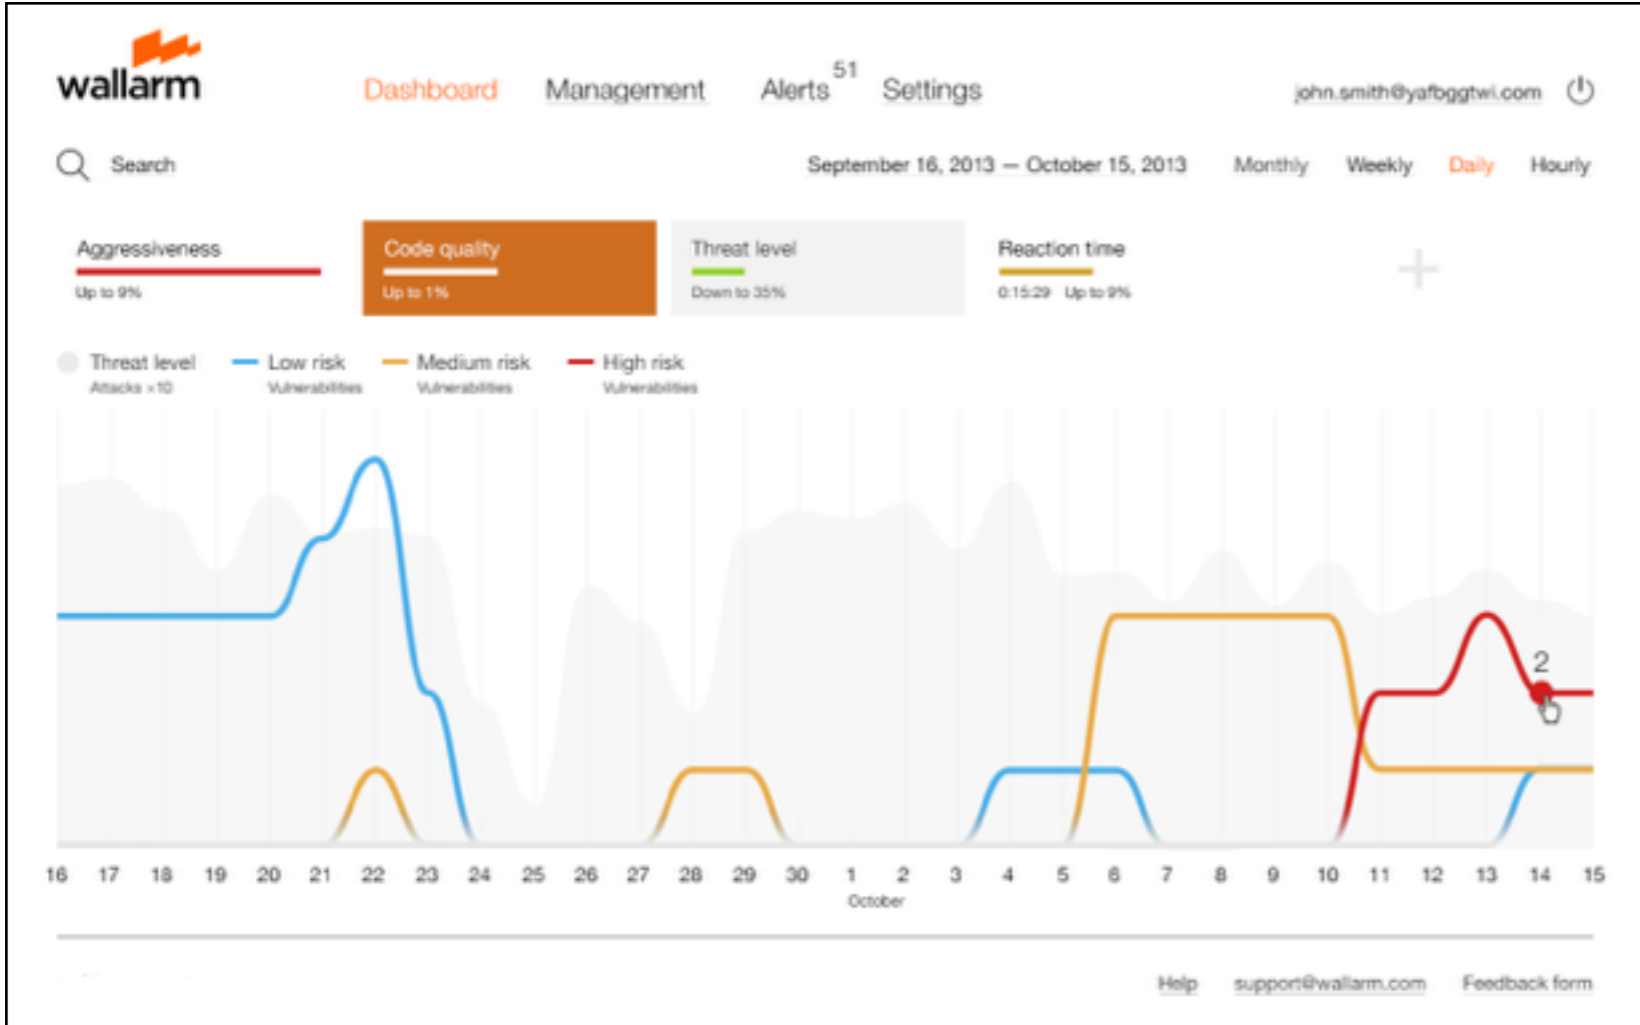 wallarm
Dashboard Management Alerts 51 Settings john.smith@yafbggtwi.com
Search September 16, 2013 — October 15, 2013 Monthly Weekly Daily Hourly
Aggressiveness Code quality Threat level Reaction time
Up to 9% Up to 1% Down to 35% 0:15:29 Up to 9%
Threat level Low risk Medium risk High risk
Attacks ×10 Vulnerabilities Vulnerabilities Vulnerabilities
2
16 17 18 19 20 21 22 23 24 25 26 27 28 29 30 1 2 3 4 5 6 7 8 9 10 11 12 13 14 15
October
Help support@wallarm.com Feedback form